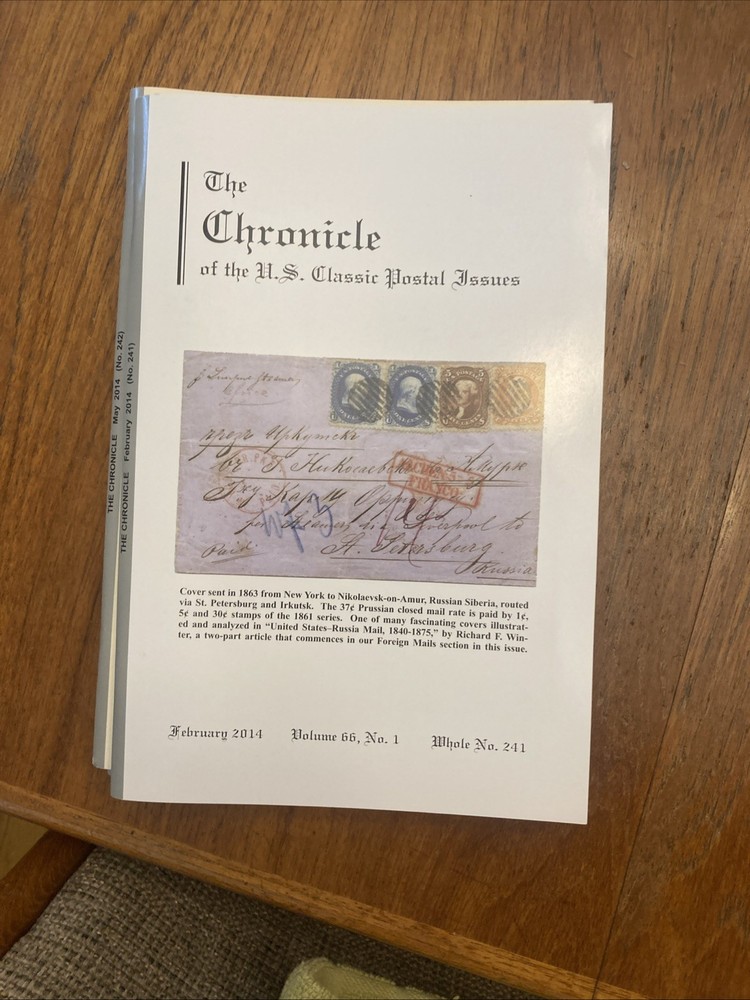 The
Chronicle
of the U.S. Classic Postal Issues
THE CHRONICLE May 2014 (No. 242)
THE CHRONICLE February 2014 (No. 241)
чрезъ Иркутскъ
FRANCO
Paid
St. Petersburg
Russia
Cover sent in 1863 from New York to Nikolaevsk-on-Amur, Russian Siberia, routed
via St. Petersburg and Irkutsk. The 37¢ Prussian closed mail rate is paid by 1¢,
5¢ and 30¢ stamps of the 1861 series. One of many fascinating covers illustrat-
ed and analyzed in “United States-Russia Mail, 1840-1875,” by Richard F. Win-
ter, a two-part article that commences in our Foreign Mails section in this issue.
February 2014 Volume 66, No. 1 Whole No. 241